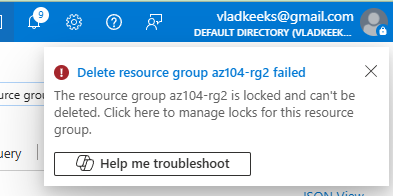 9
vladkeeks@gmail.com
DEFAULT DIRECTORY (VLADKEEK...
Delete resource group az104-rg2 failed
The resource group az104-rg2 is locked and can't be
deleted. Click here to manage locks for this resource
group.
Help me troubleshoot
urce grou
uery
JSON View